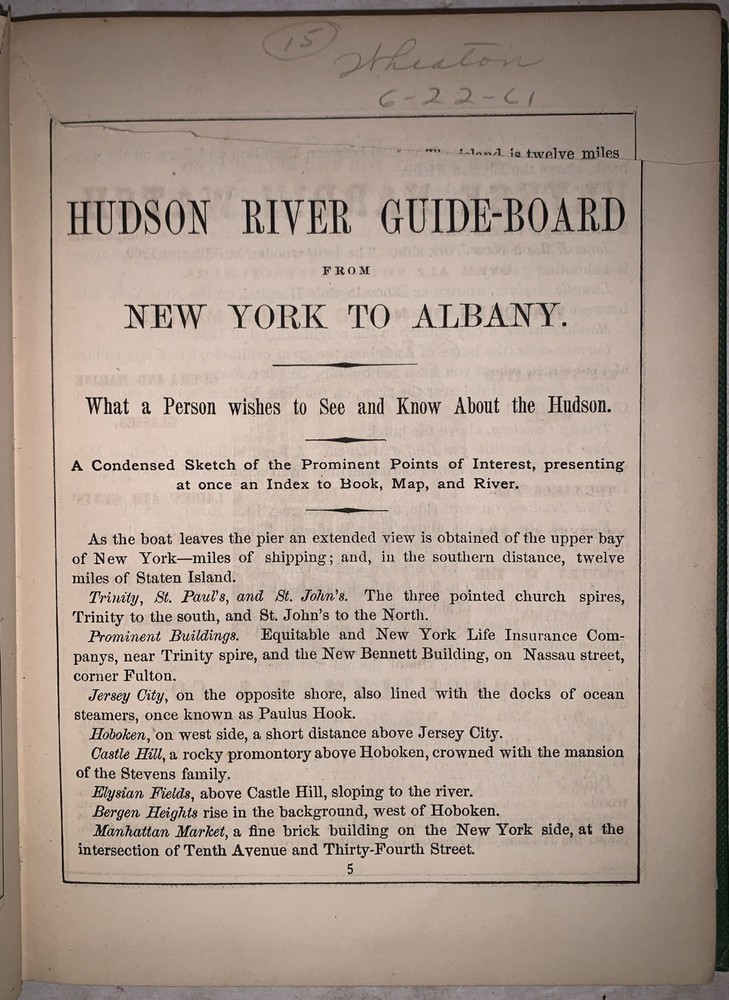 15
Wheaton
6-22-61
island is twelve miles
HUDSON RIVER GUIDE-BOARD
FROM
NEW YORK TO ALBANY.
What a Person wishes to See and Know About the Hudson.
A Condensed Sketch of the Prominent Points of Interest, presenting
at once an Index to Book, Map, and River.
As the boat leaves the pier an extended view is obtained of the upper bay
of New York—miles of shipping; and, in the southern distance, twelve
miles of Staten Island.
Trinity, St. Paul's, and St. John's. The three pointed church spires,
Trinity to the south, and St. John's to the North.
Prominent Buildings. Equitable and New York Life Insurance Com-
panys, near Trinity spire, and the New Bennett Building, on Nassau street,
corner Fulton.
Jersey City, on the opposite shore, also lined with the docks of ocean
steamers, once known as Paulus Hook.
Hoboken, on west side, a short distance above Jersey City.
Castle Hill, a rocky promontory above Hoboken, crowned with the mansion
of the Stevens family.
Elysian Fields, above Castle Hill, sloping to the river.
Bergen Heights rise in the background, west of Hoboken.
Manhattan Market, a fine brick building on the New York side, at the
intersection of Tenth Avenue and Thirty-Fourth Street.
5